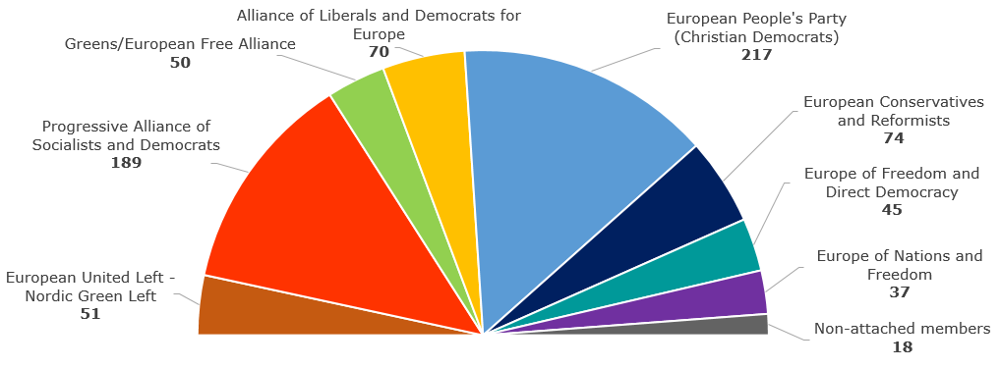 Alliance of Liberals and Democrats for
Europe
70
European People's Party
(Christian Democrats)
217
Greens/European Free Alliance
50
European Conservatives
and Reformists
74
Progressive Alliance of
Socialists and Democrats
189
Europe of Freedom and
Direct Democracy
45
European United Left -
Nordic Green Left
51
Europe of Nations and
Freedom
37
Non-attached members
18